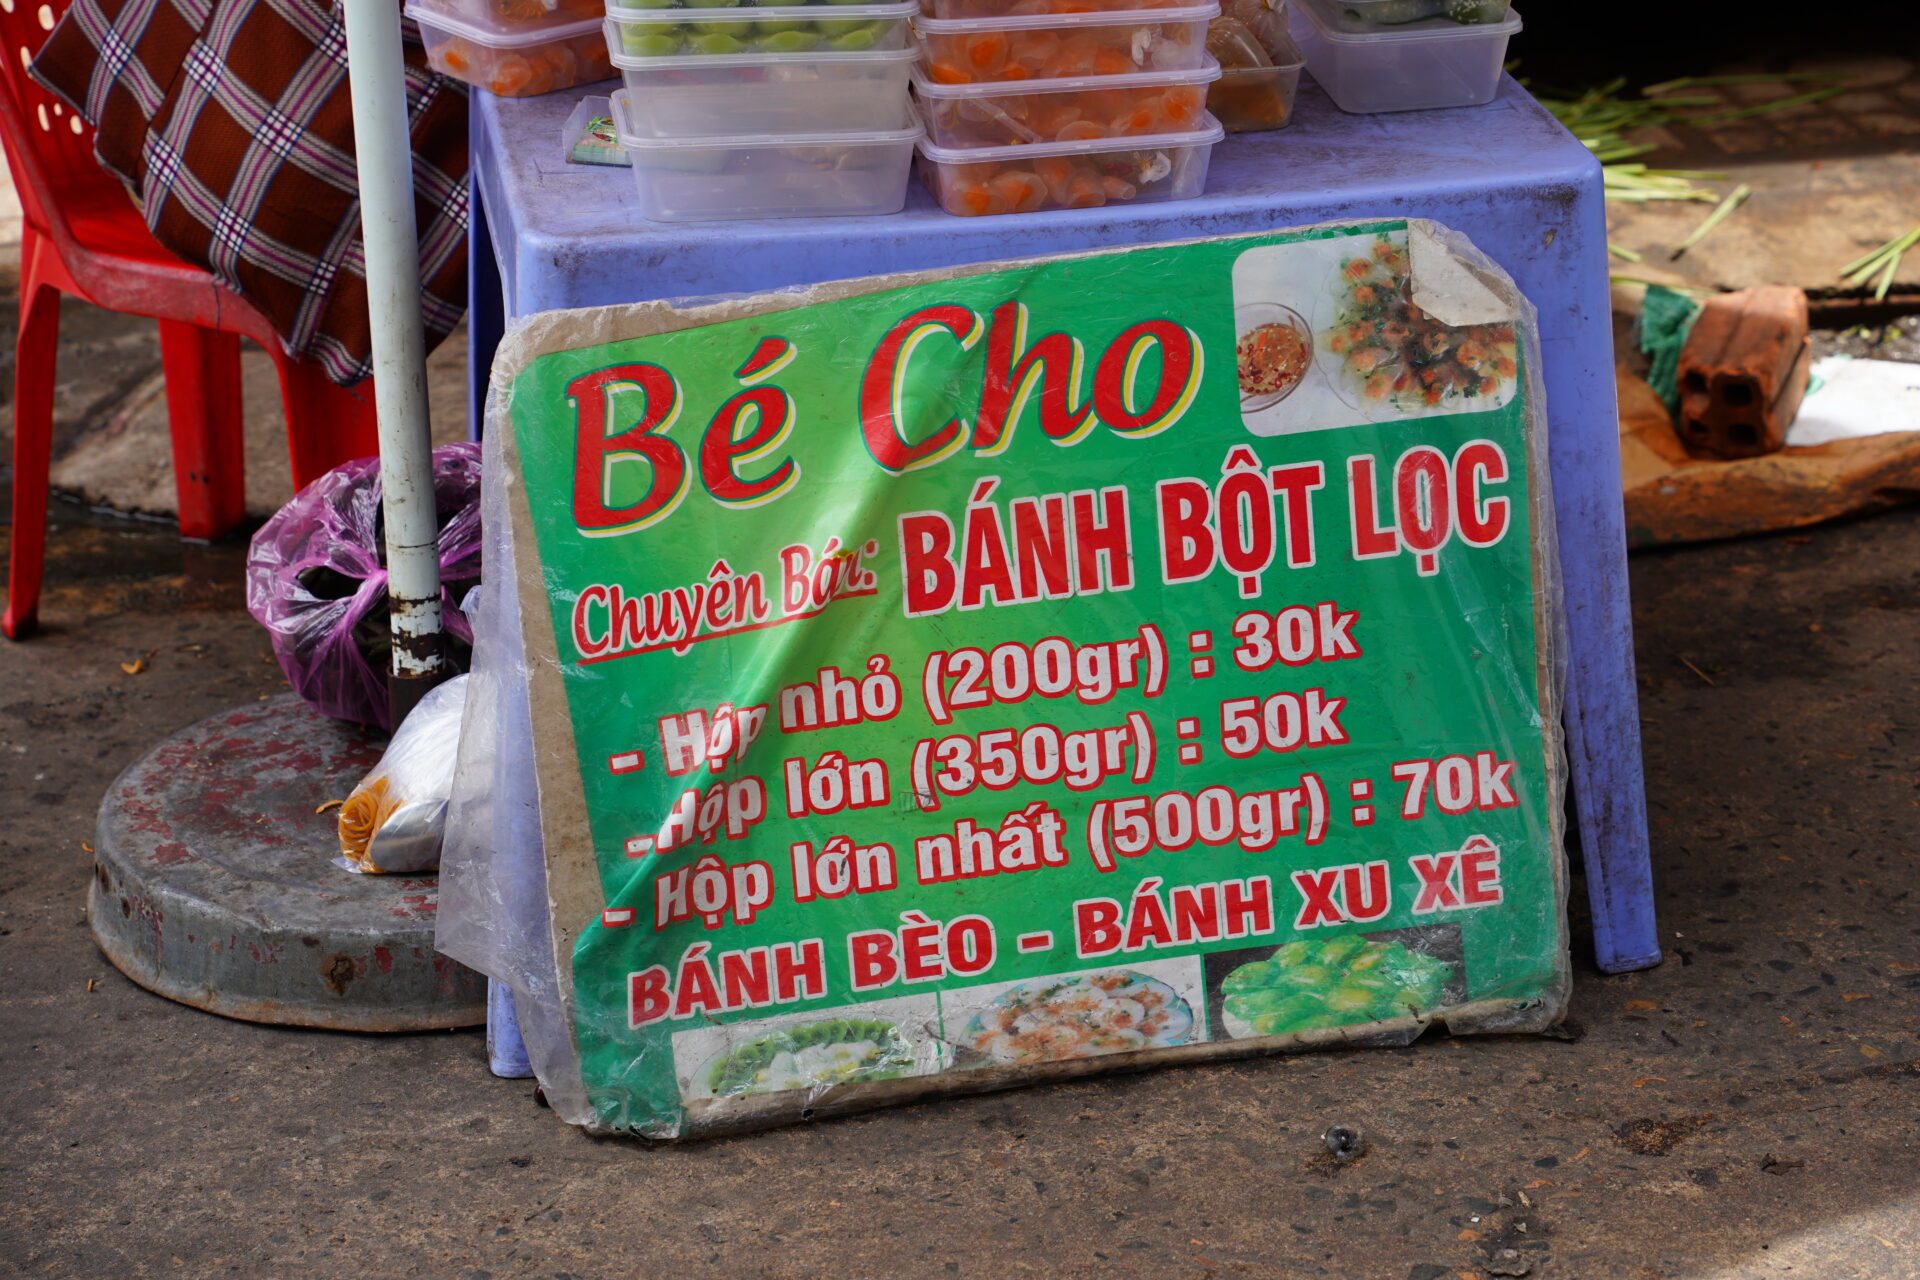 Bé Cho
Chuyên Bán: BÁNH BỘT LỌC
- Hộp nhỏ (200gr) : 30k
-Hộp lớn (350gr) : 50k
- Hộp lớn nhất (500gr) : 70k
BÁNH BÈO - BÁNH XU XÊ